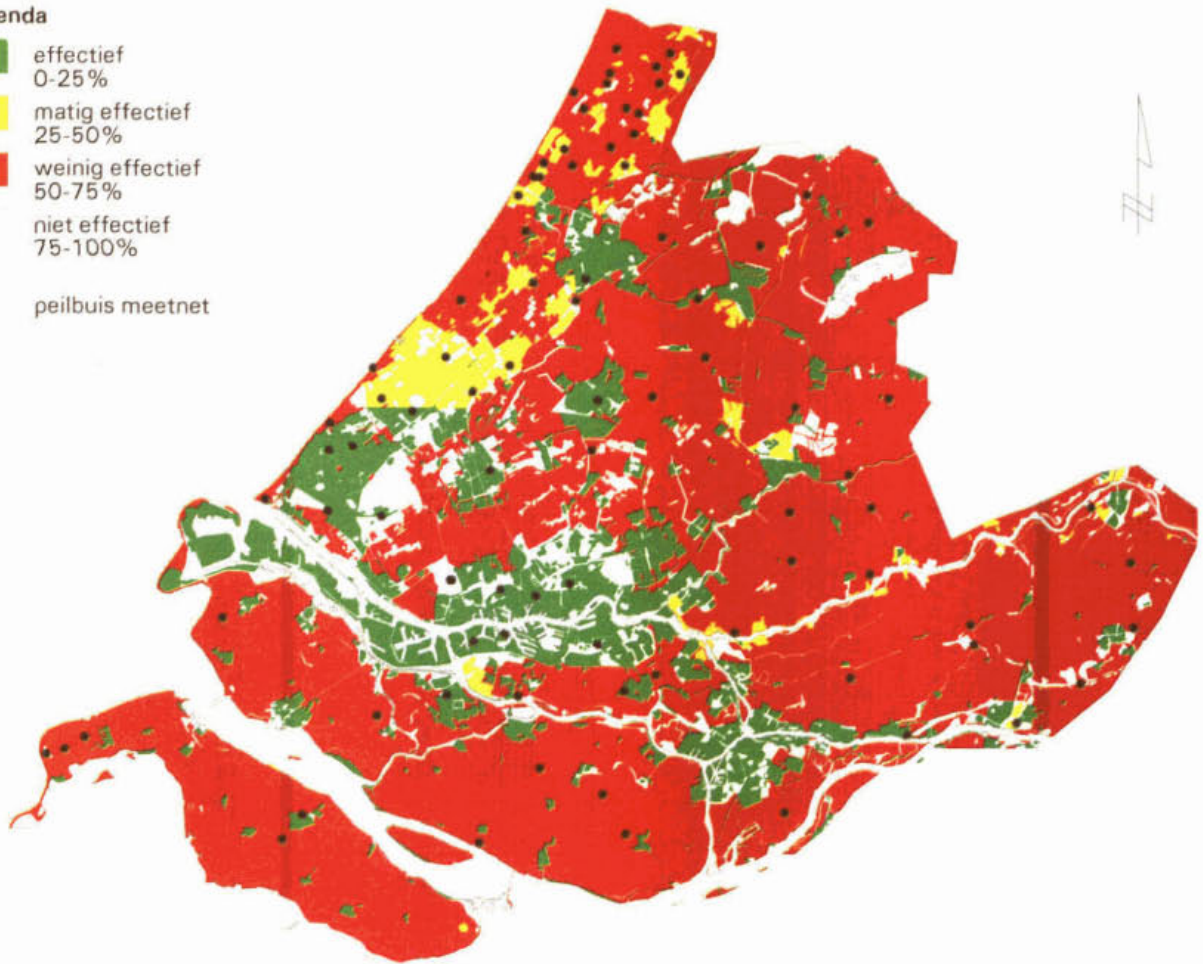 enda
effectief
0-25%
matig effectief
25-50%
weinig effectief
50-75%
niet effectief
75-100%
peilbuis meetnet